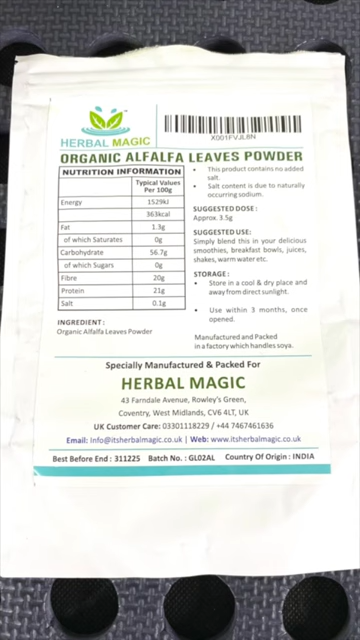 HERBAL MAGIC
X001FVJL6N
ORGANIC ALFALFA LEAVES POWDER
NUTRITION INFORMATION
Typical Values
Per 100g
Energy 1529kJ
363kcal
Fat 1.3g
of which Saturates 0g
Carbohydrate 56.7g
of which Sugars 0g
Fibre 20g
Protein 21g
Salt 0.1g
INGREDIENT :
Organic Alfalfa Leaves Powder
• This product contains no added
salt.
• Salt content is due to naturally
occurring sodium.
SUGGESTED DOSE :
Approx. 3.5g
SUGGESTED USE:
Simply blend this in your delicious
smoothies, breakfast bowls, juices,
shakes, warm water etc.
STORAGE :
• Store in a cool & dry place and
away from direct sunlight.
• Use within 3 months, once
opened.
Manufactured and Packed
in a factory which handles soya.
Specially Manufactured & Packed For
HERBAL MAGIC
43 Farndale Avenue, Rowley's Green,
Coventry, West Midlands, CV6 4LT, UK
UK Customer Care: 03301118229 / +44 7467461636
Email: Info@itsherbalmagic.co.uk | Web: www.itsherbalmagic.co.uk
Best Before End : 311225 Batch No. : GL02AL Country Of Origin : INDIA